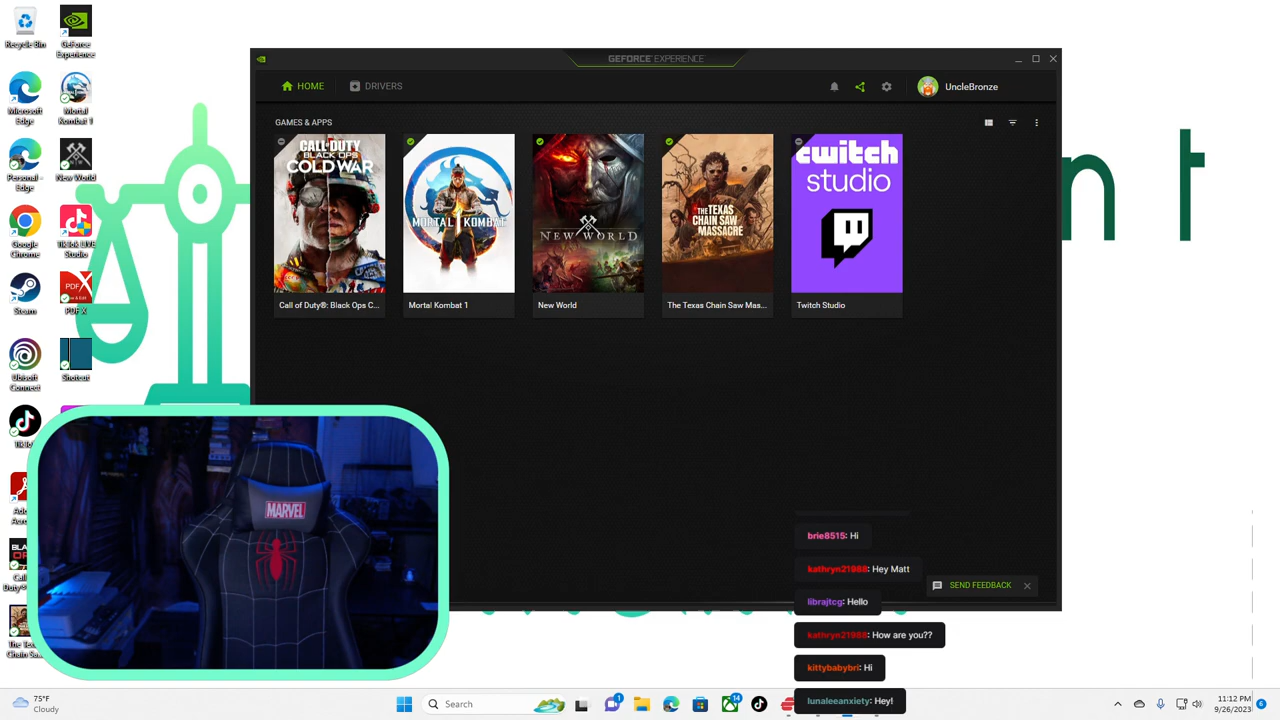 Recycle Bin
GeForce Experience
Microsoft Edge
Mortal Kombat 1
Personal - Edge
New World
Google Chrome
TikTok LIVE Studio
Steam
PDF X
Ubisoft Connect
Shotcut
GEFORCE EXPERIENCE
HOME
DRIVERS
UncleBronze
GAMES & APPS
CALL OF DUTY
BLACK OPS
COLD WAR
MORTAL KOMBAT
NEW WORLD
THE TEXAS
CHAIN SAW
MASSACRE
twitch
studio
Call of Duty®: Black Ops C...
Mortal Kombat 1
New World
The Texas Chain Saw Mas...
Twitch Studio
n t
MARVEL
brie8515: Hi
kathryn21988: Hey Matt
SEND FEEDBACK
librajtcg: Hello
kathryn21988: How are you??
kittybabybri: Hi
lunaleeanxiety: Hey!
75°F
Cloudy
Search
1
14
11:12 PM
9/26/2023